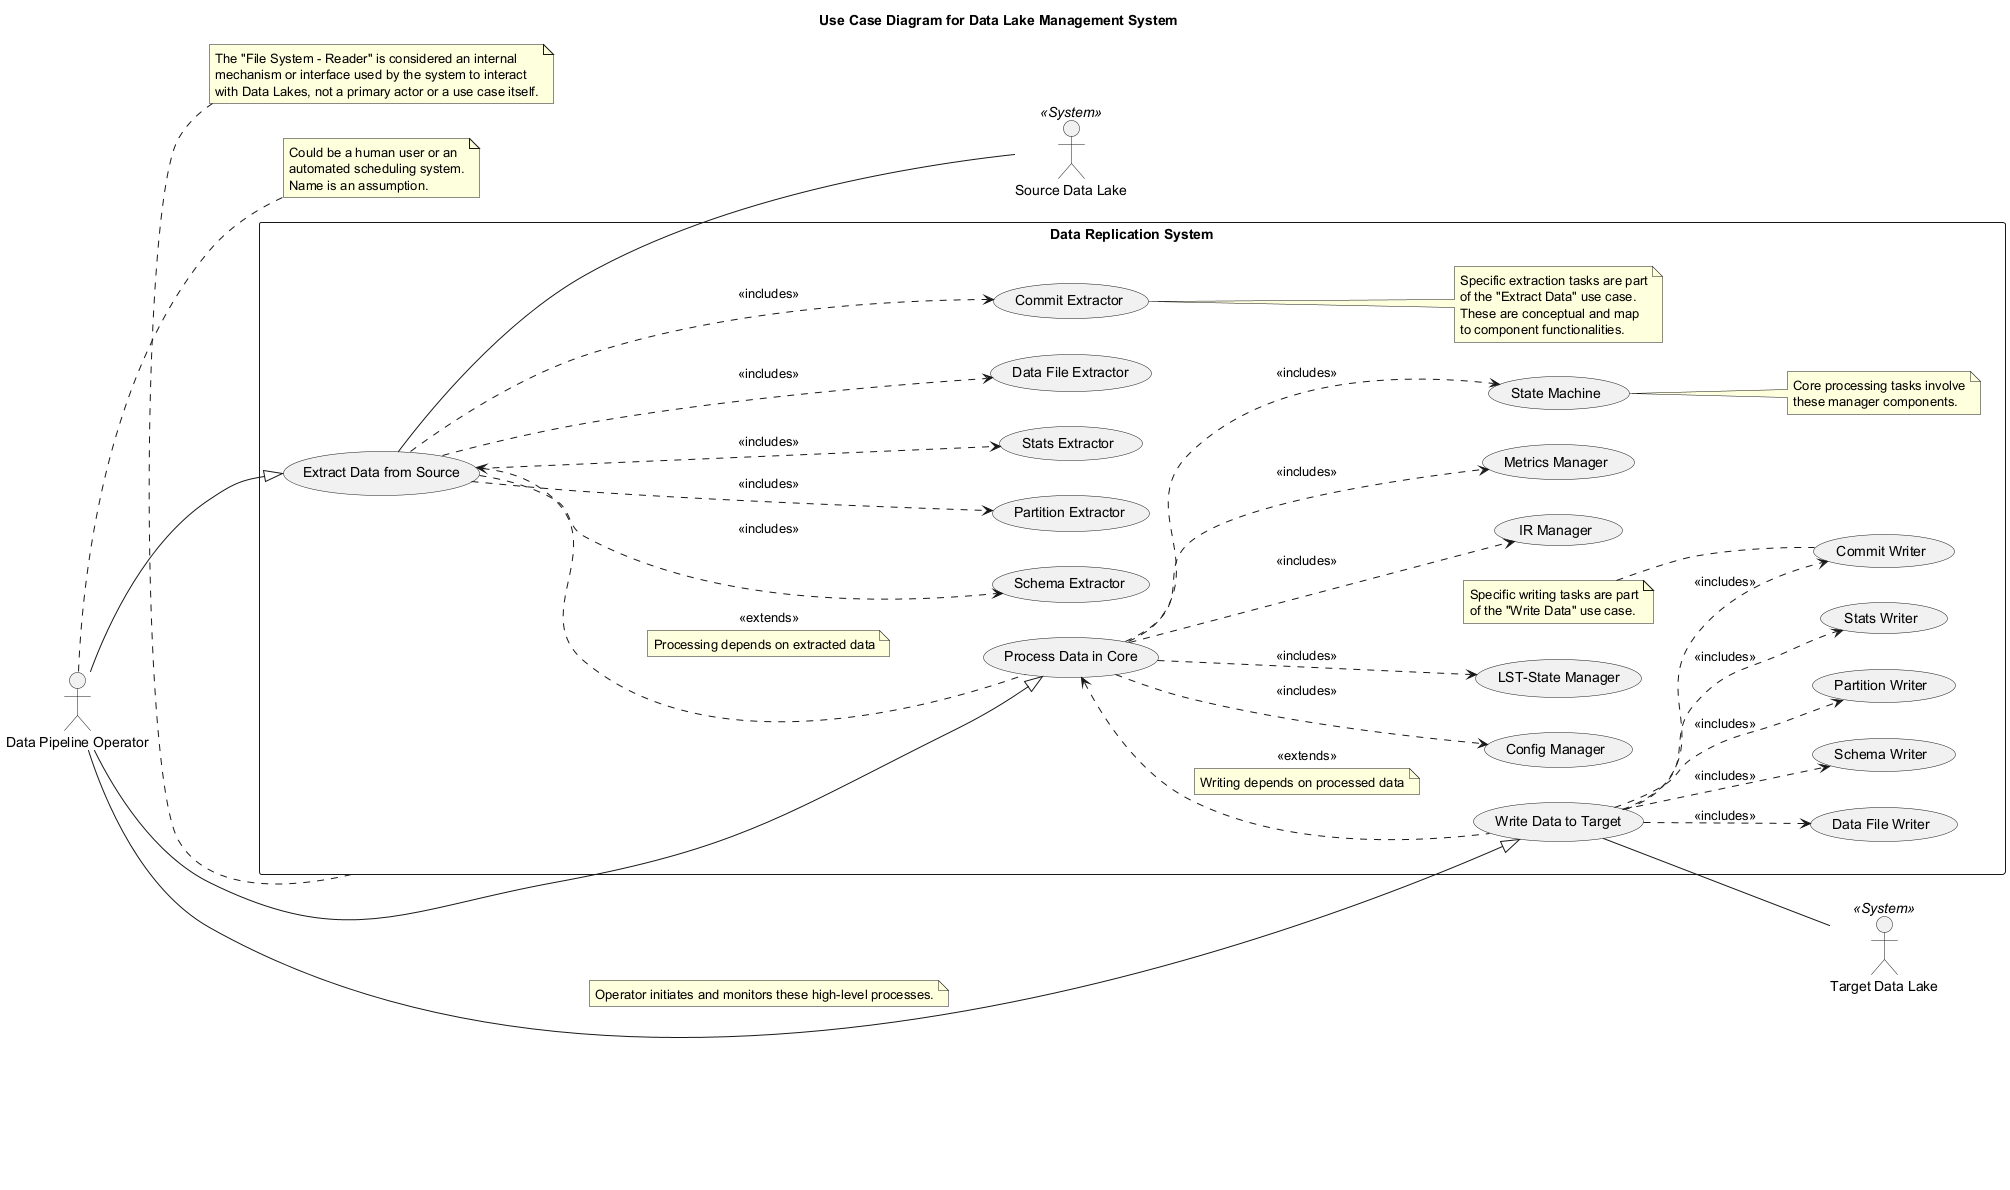 Use Case Diagram for Data Lake Management System
The "File System - Reader" is considered an internal
mechanism or interface used by the system to interact
with Data Lakes, not a primary actor or a use case itself.
Could be a human user or an
automated scheduling system.
Name is an assumption.
«System»
Source Data Lake
Data Replication System
«includes»
Commit Extractor
Specific extraction tasks are part
of the "Extract Data" use case.
These are conceptual and map
to component functionalities.
«includes»
Data File Extractor
«includes»
State Machine
Core processing tasks involve
these manager components.
«includes»
Stats Extractor
Extract Data from Source
«includes»
Metrics Manager
«includes»
Partition Extractor
«includes»
IR Manager
«includes»
Commit Writer
Schema Extractor
«includes»
Specific writing tasks are part
of the "Write Data" use case.
«extends»
Processing depends on extracted data
Process Data in Core
Stats Writer
«includes»
«includes»
LST-State Manager
Partition Writer
«includes»
«includes»
Data Pipeline Operator
Config Manager
Schema Writer
«extends»
Writing depends on processed data
«includes»
Write Data to Target
«includes»
Data File Writer
«System»
Target Data Lake
Operator initiates and monitors these high-level processes.